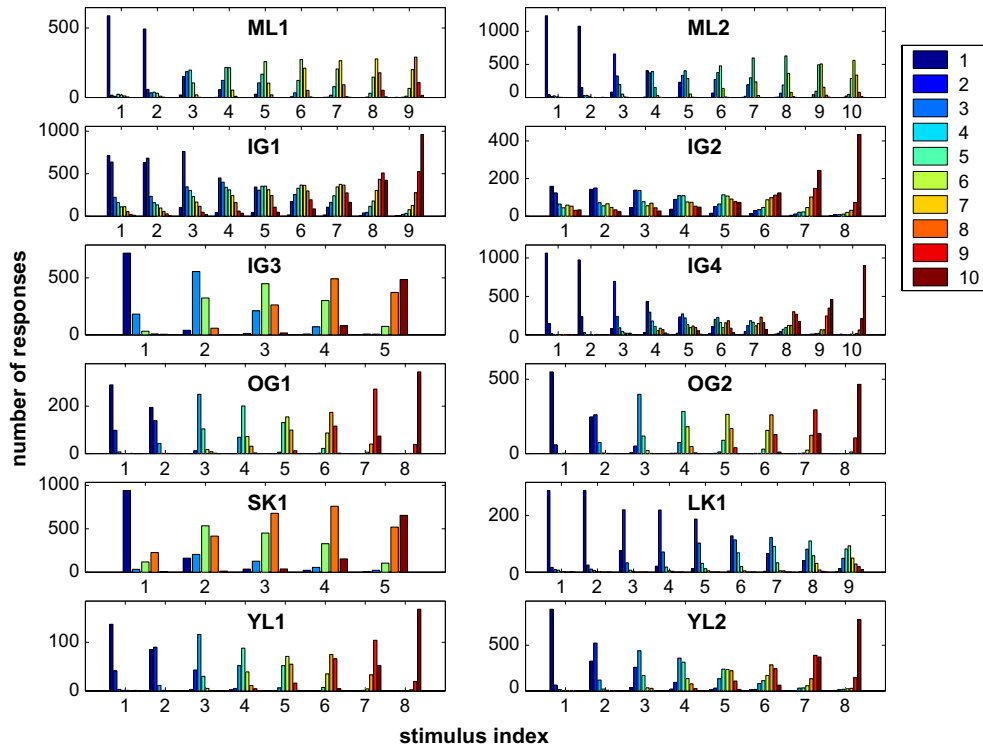 ML1
500
0
1 2 3 4 5 6 7 8 9
ML2
1000
500
0
1 2 3 4 5 6 7 8 9 10
IG1
1000
500
0
1 2 3 4 5 6 7 8 9
IG2
400
200
0
1 2 3 4 5 6 7 8 9 10
IG3
500
0
1 2 3 4 5
IG4
1000
500
0
1 2 3 4 5 6 7 8 9 10
OG1
200
0
1 2 3 4 5 6 7 8
OG2
500
0
1 2 3 4 5 6 7 8
SK1
1000
500
0
1 2 3 4 5
LK1
200
0
1 2 3 4 5 6 7 8 9
YL1
100
0
1 2 3 4 5 6 7 8
YL2
500
0
1 2 3 4 5 6 7 8
number of responses
stimulus index
1
2
3
4
5
6
7
8
9
10